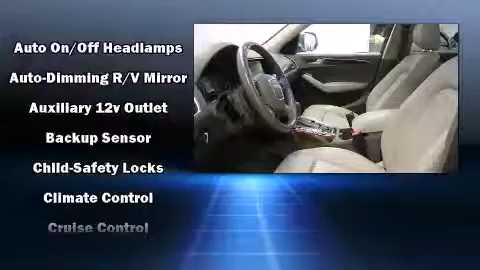 Auto On/Off Headlamps
Auto-Dimming R/V Mirror
Auxiliary 12v Outlet
Backup Sensor
Child-Safety Locks
Climate Control
Cruise Control